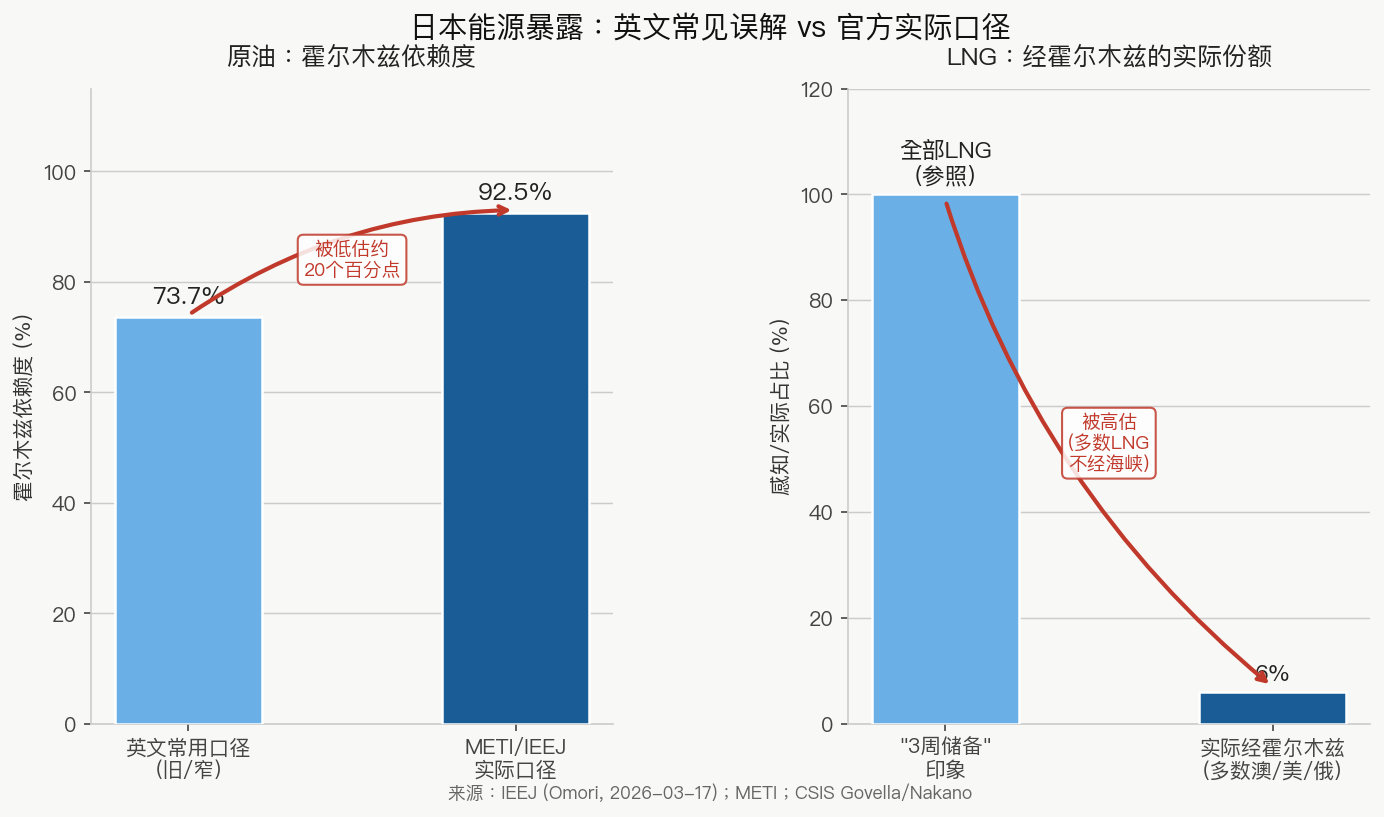 日本能源暴露：英文常见误解 vs 官方实际口径
原油：霍尔木兹依赖度
霍尔木兹依赖度 (%)
100
80
60
40
20
0
73.7%
92.5%
被低估约
20个百分点
英文常用口径
(旧/窄)
METI/IEEJ
实际口径
LNG：经霍尔木兹的实际份额
感知/实际占比 (%)
120
100
80
60
40
20
0
全部LNG
(参照)
被高估
(多数LNG
不经海峡)
6%
"3周储备"
印象
实际经霍尔木兹
(多数澳/美/俄)
来源：IEEJ (Omori, 2026−03−17)；METI；CSIS Govella/Nakano